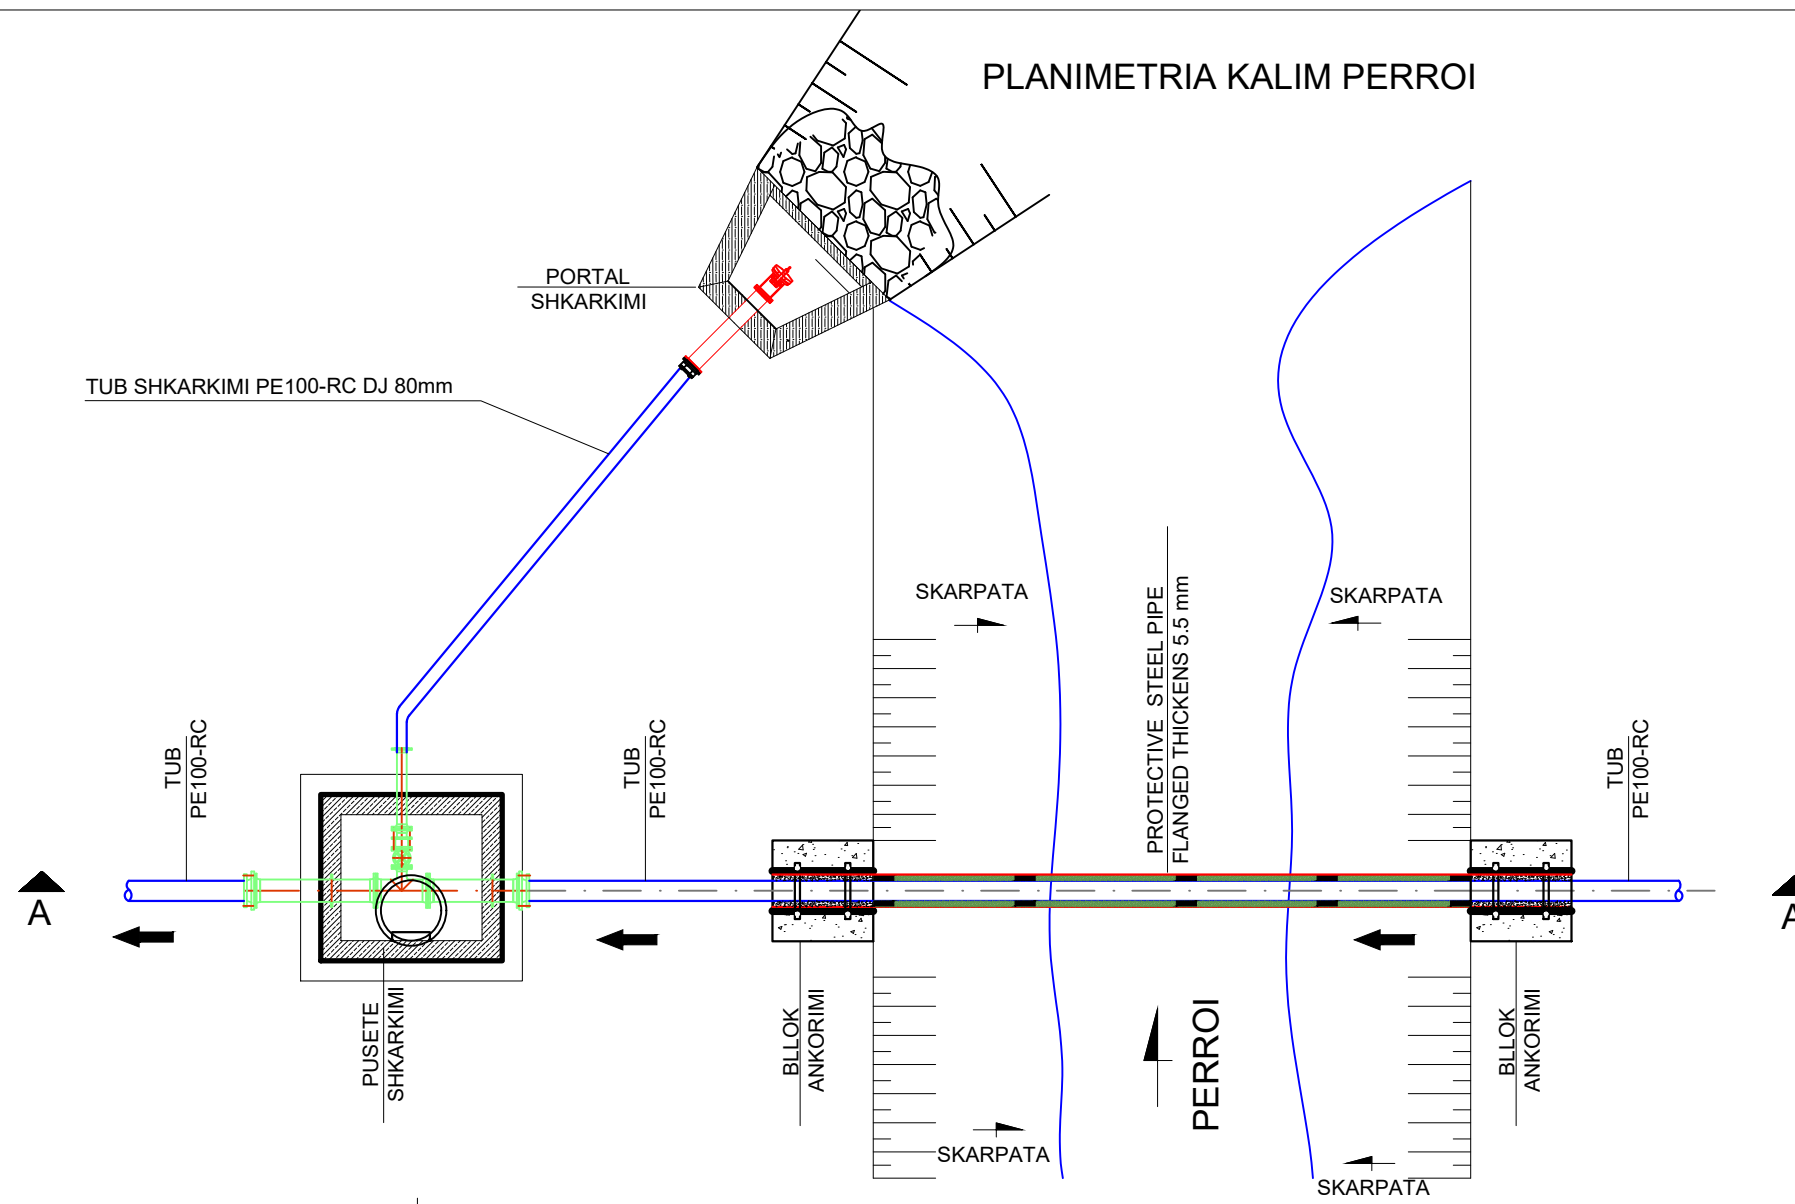 PLANIMETRIA KALIM PERROI
PORTAL
SHKARKIMI
TUB SHKARKIMI PE100-RC DJ 80mm
SKARPATA
SKARPATA
PROTECTIVE STEEL PIPE
FLANGED THICKENS 5.5 mm
TUB
PE100-RC
TUB
PE100-RC
TUB
PE100-RC
A
A
PUSETE
SHKARKIMI
BLLOK
ANKORIMI
PERROI
BLLOK
ANKORIMI
SKARPATA
SKARPATA